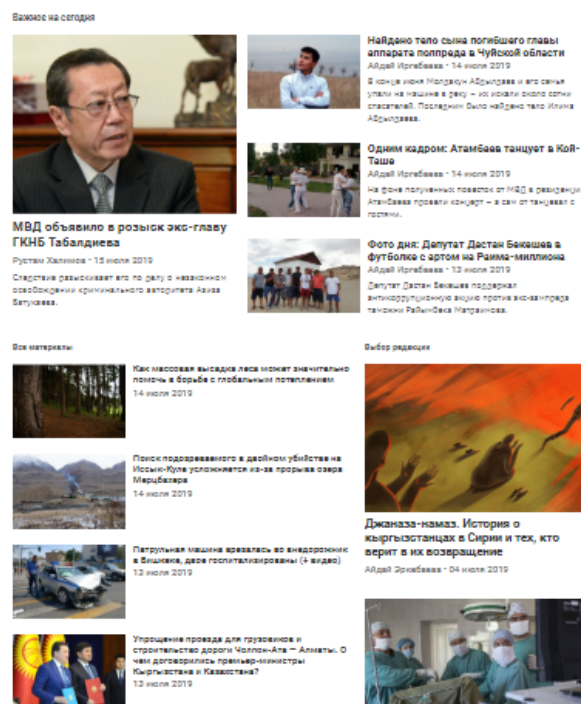 Важное на сегодня
МВД объявило в розыск экс-главу
ГКНБ Табалдиева
Рустам Халимов · 15 июля 2019
Следствие разыскивает его по делу о незаконном
освобождении криминального авторитета Азиза
Батукаева.
Найдено тело сына погибшего главы
аппарата полпреда в Чуйской области
Айдай Иргебаева · 14 июля 2019
В конце июня Молдакун Абдылдаев и его семья
упали на машине в реку – их искали около сотни
спасателей. Последним было найдено тело Илима
Абдылдаева.
Одним кадром: Атамбаев танцует в Кой-
Таше
Айдай Иргебаева · 14 июля 2019
На фоне полученных повесток от МВД в резиденции
Атамбаева провели концерт – а сам он танцевал с
гостями.
Фото дня: Депутат Дастан Бекешев в
футболке с артом на Раима-миллиона
Айдай Иргебаева · 13 июля 2019
Депутат Дастан Бекешев поддержал
антикоррупционную акцию против экс-зампреда
таможни Райымбека Матраимова.
Все материалы
Как массовая высадка леса может значительно
помочь в борьбе с глобальным потеплением
14 июля 2019
Поиск подозреваемого в двойном убийстве на
Иссык-Куле усложняется из-за прорыва озера
Мерцбахера
14 июля 2019
Патрульная машина врезалась во внедорожник
в Бишкеке, двое госпитализированы (+ видео)
13 июля 2019
Упрощение проезда для грузовиков и
строительство дороги Чолпон-Ата – Алматы. О
чем договорились премьер-министры
Кыргызстана и Казахстана?
13 июля 2019
Выбор редакции
Джаназа-намаз. История о
кыргызстанцах в Сирии и тех, кто
верит в их возвращение
Айдай Эркебаева · 04 июля 2019